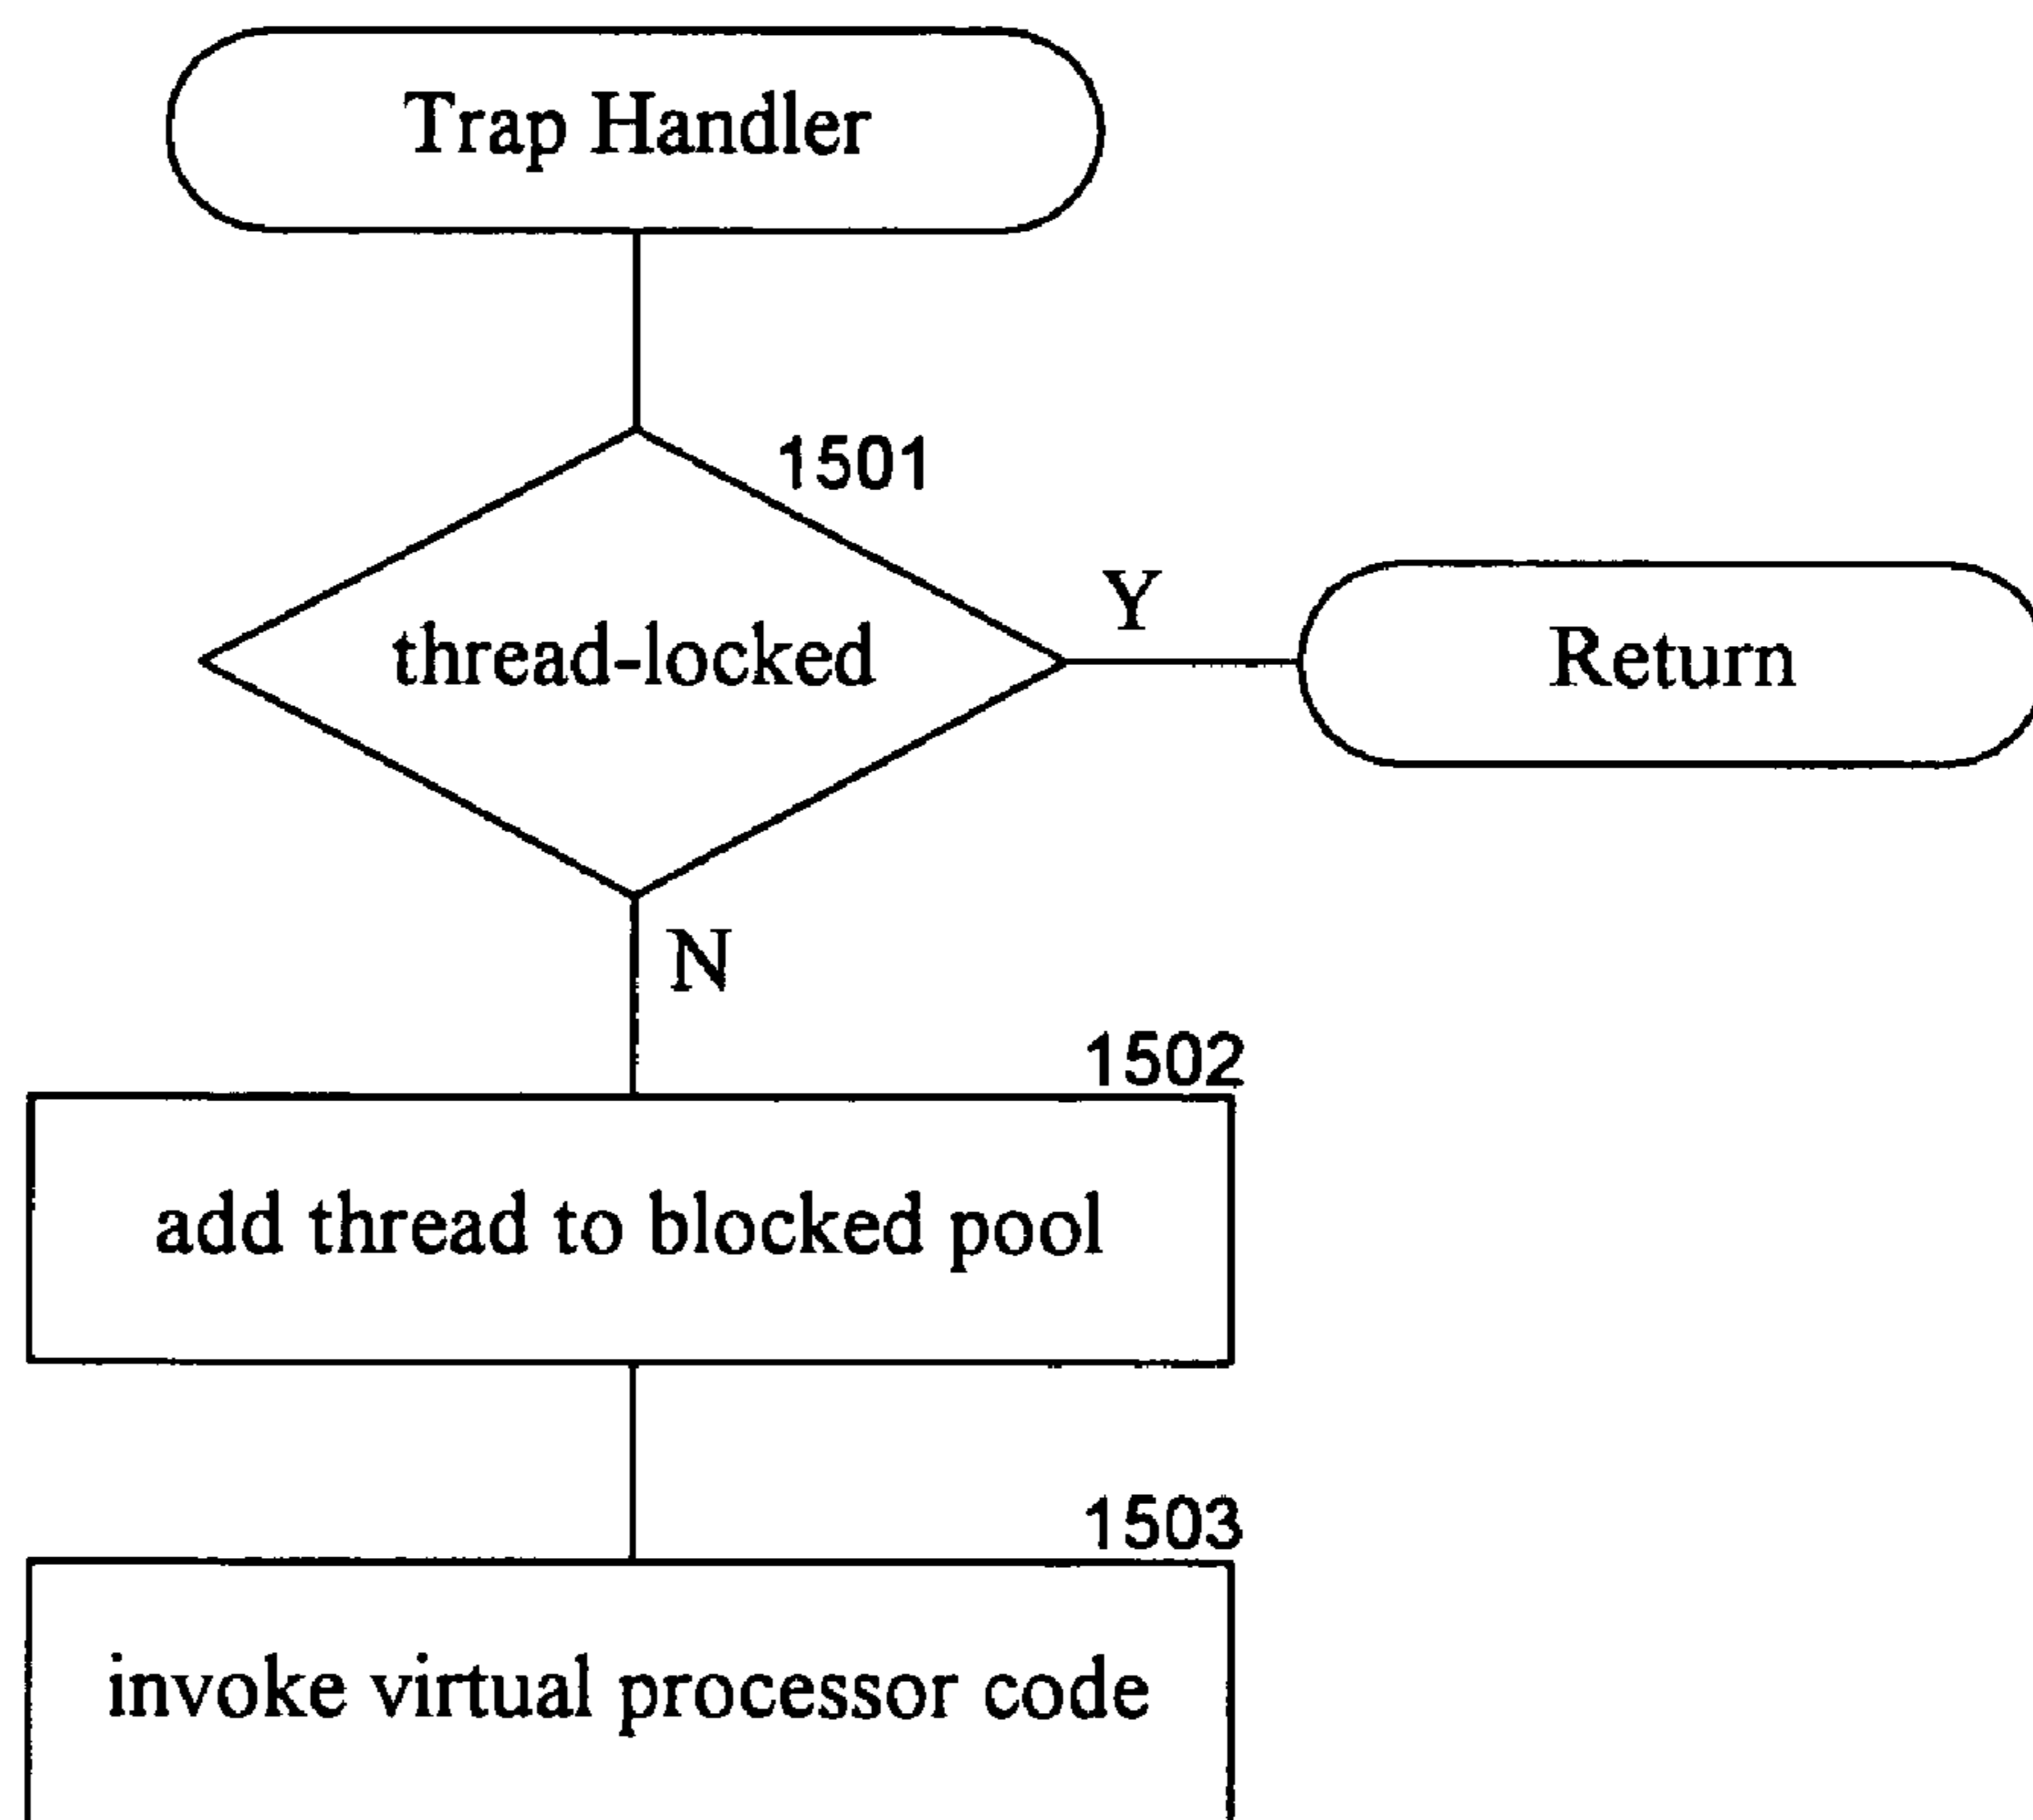 Trap Handler
1501
thread-locked
Y
Return
N
1502
add thread to blocked pool
1503
invoke virtual processor code